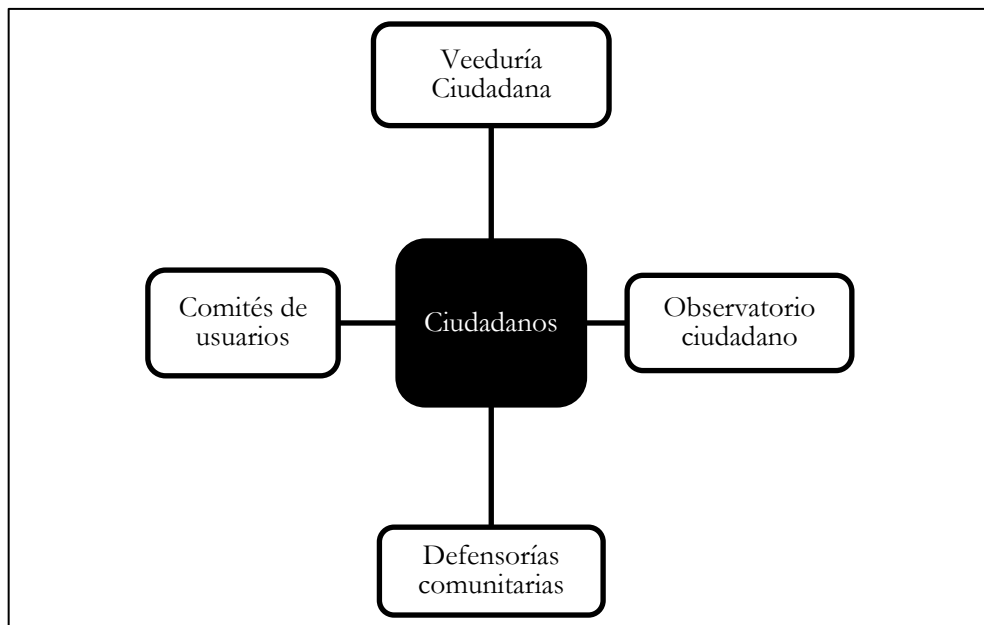 Veeduría
Ciudadana
Comités de
usuarios
Ciudadanos
Observatorio
ciudadano
Defensorías
comunitarias